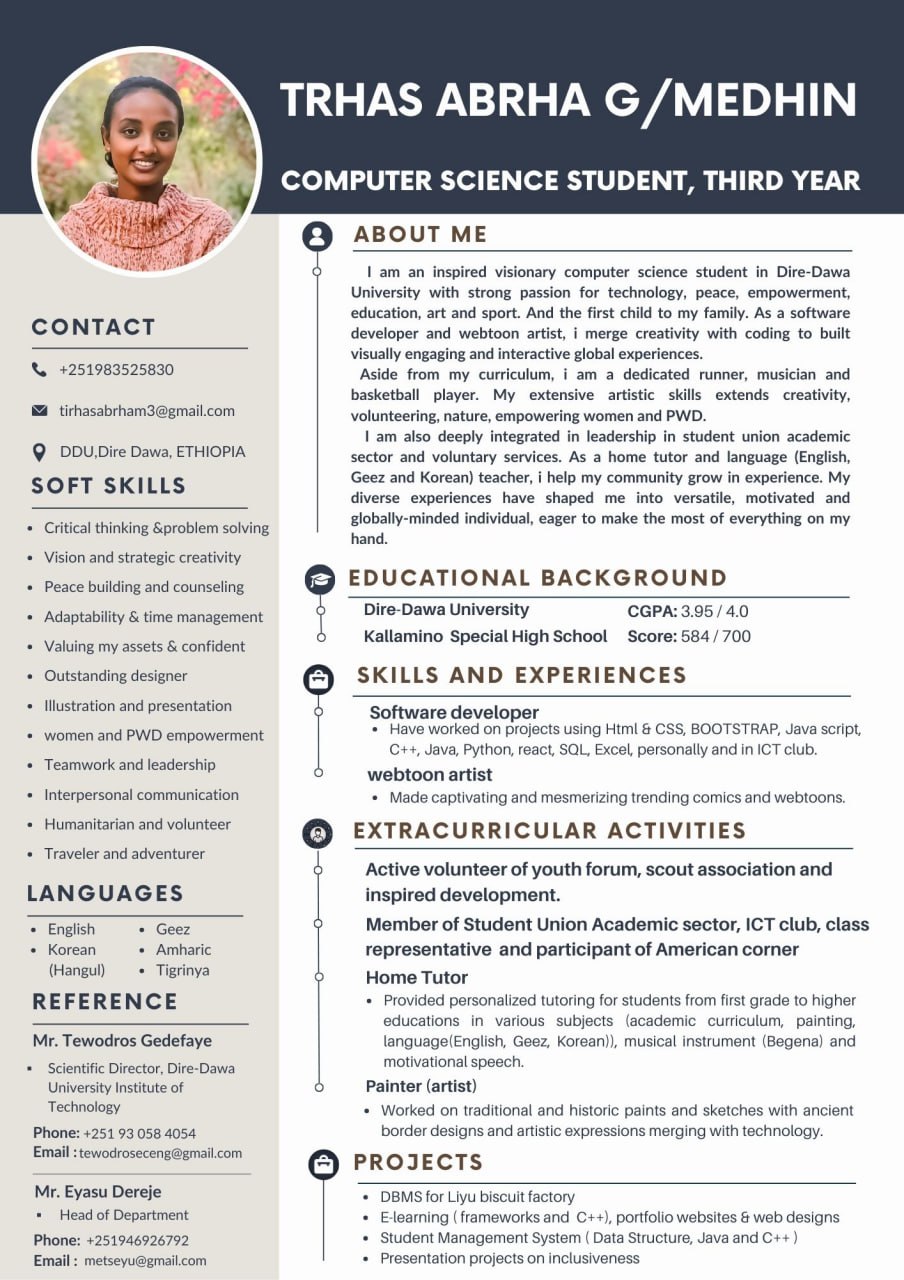 TRHAS ABRHA G/MEDHIN
COMPUTER SCIENCE STUDENT, THIRD YEAR
CONTACT
+251983525830
tirhasabrham3@gmail.com
DDU,Dire Dawa, ETHIOPIA
SOFT SKILLS
• Critical thinking &problem solving
• Vision and strategic creativity
• Peace building and counseling
• Adaptability & time management
• Valuing my assets & confident
• Outstanding designer
• Illustration and presentation
• women and PWD empowerment
• Teamwork and leadership
• Interpersonal communication
• Humanitarian and volunteer
• Traveler and adventurer
LANGUAGES
• English
• Korean
(Hangul)
• Geez
• Amharic
• Tigrinya
REFERENCE
Mr. Tewodros Gedefaye
▪ Scientific Director, Dire-Dawa
University Institute of
Technology
Phone: +251 93 058 4054
Email : tewodroseceng@gmail.com
Mr. Eyasu Dereje
▪ Head of Department
Phone: +251946926792
Email : metseyu@gmail.com
ABOUT ME
I am an inspired visionary computer science student in Dire-Dawa
University with strong passion for technology, peace, empowerment,
education, art and sport. And the first child to my family. As a software
developer and webtoon artist, i merge creativity with coding to built
visually engaging and interactive global experiences.
Aside from my curriculum, i am a dedicated runner, musician and
basketball player. My extensive artistic skills extends creativity,
volunteering, nature, empowering women and PWD.
I am also deeply integrated in leadership in student union academic
sector and voluntary services. As a home tutor and language (English,
Geez and Korean) teacher, i help my community grow in experience. My
diverse experiences have shaped me into versatile, motivated and
globally-minded individual, eager to make the most of everything on my
hand.
EDUCATIONAL BACKGROUND
Dire-Dawa University CGPA: 3.95 / 4.0
Kallamino Special High School Score: 584 / 700
SKILLS AND EXPERIENCES
Software developer
• Have worked on projects using Html & CSS, BOOTSTRAP, Java script,
C++, Java, Python, react, SQL, Excel, personally and in ICT club.
webtoon artist
• Made captivating and mesmerizing trending comics and webtoons.
EXTRACURRICULAR ACTIVITIES
Active volunteer of youth forum, scout association and
inspired development.
Member of Student Union Academic sector, ICT club, class
representative and participant of American corner
Home Tutor
• Provided personalized tutoring for students from first grade to higher
educations in various subjects (academic curriculum, painting,
language(English, Geez, Korean)), musical instrument (Begena) and
motivational speech.
Painter (artist)
• Worked on traditional and historic paints and sketches with ancient
border designs and artistic expressions merging with technology.
PROJECTS
• DBMS for Liyu biscuit factory
• E-learning ( frameworks and C++), portfolio websites & web designs
• Student Management System ( Data Structure, Java and C++ )
• Presentation projects on inclusiveness